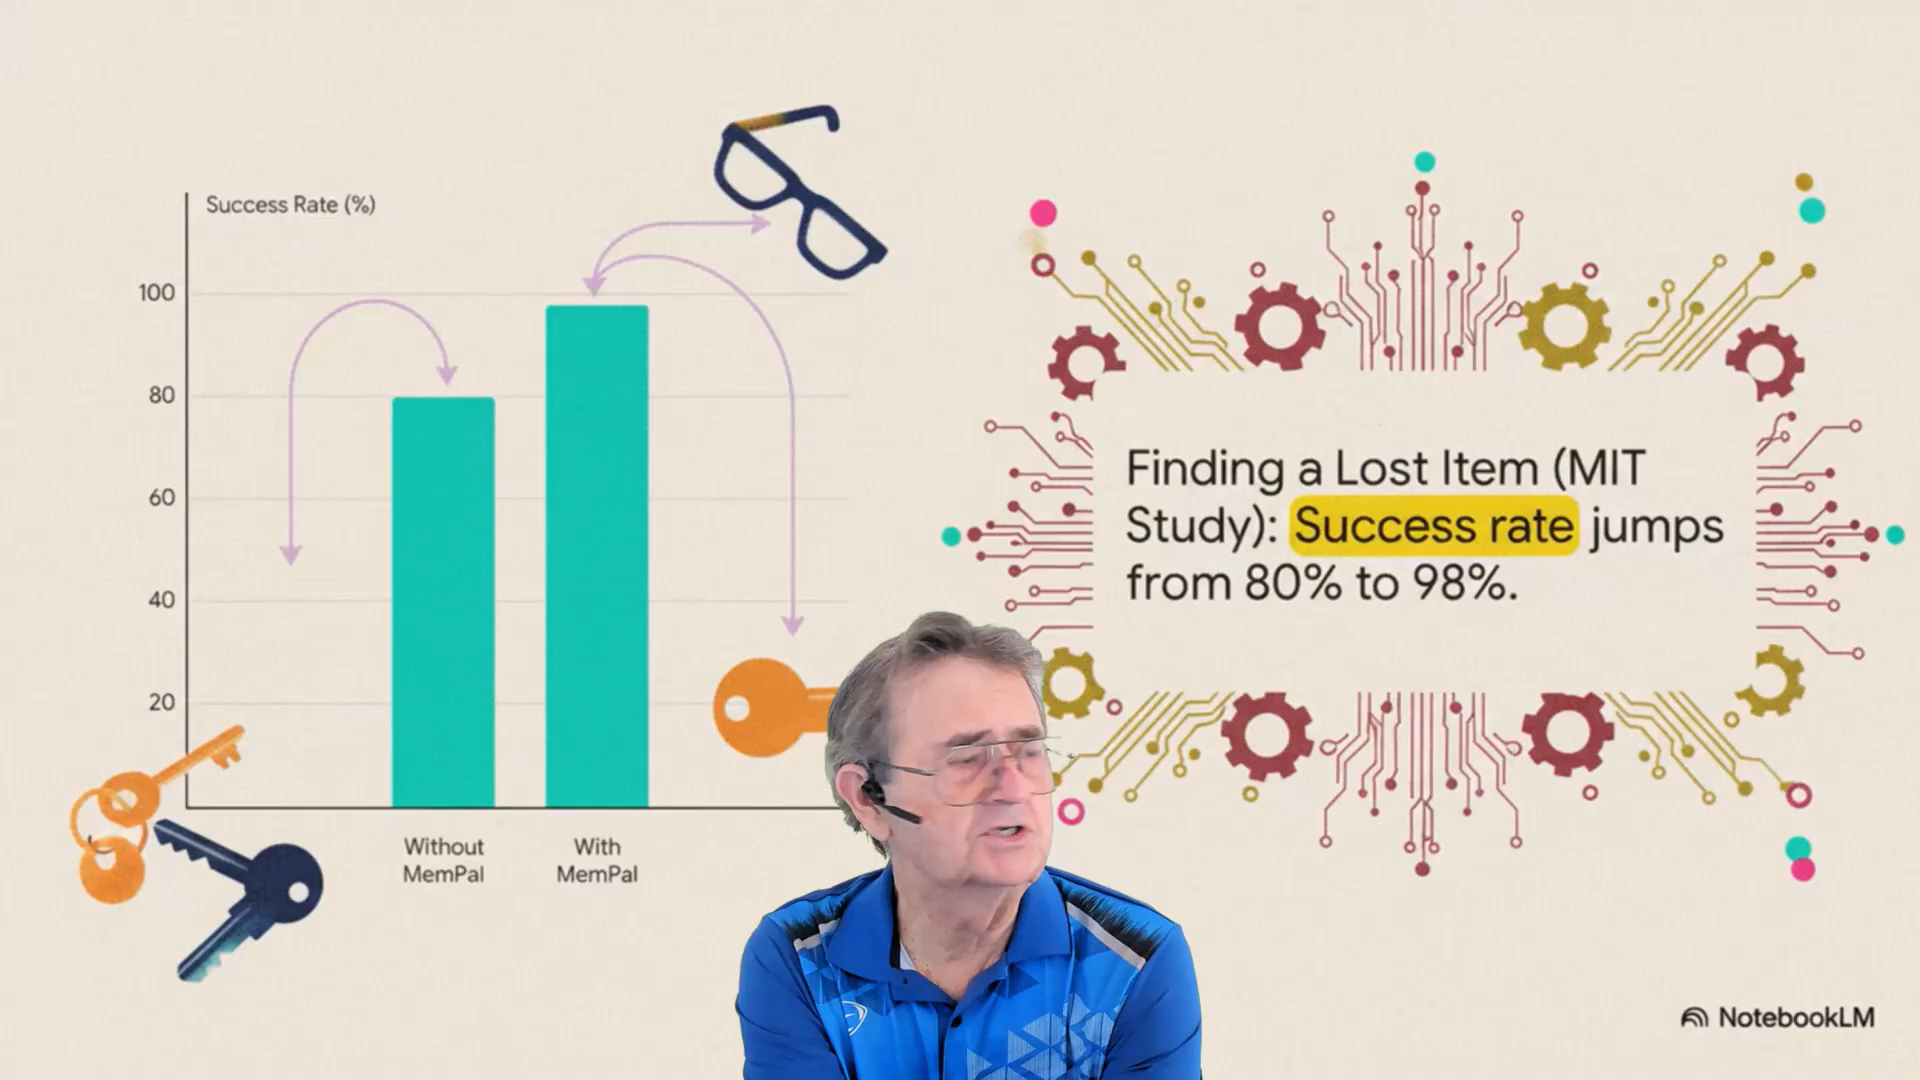 Success Rate (%)
100
80
60
40
20
Without
MemPal
With
MemPal
Finding a Lost Item (MIT
Study): Success rate jumps
from 80% to 98%.
NotebookLM